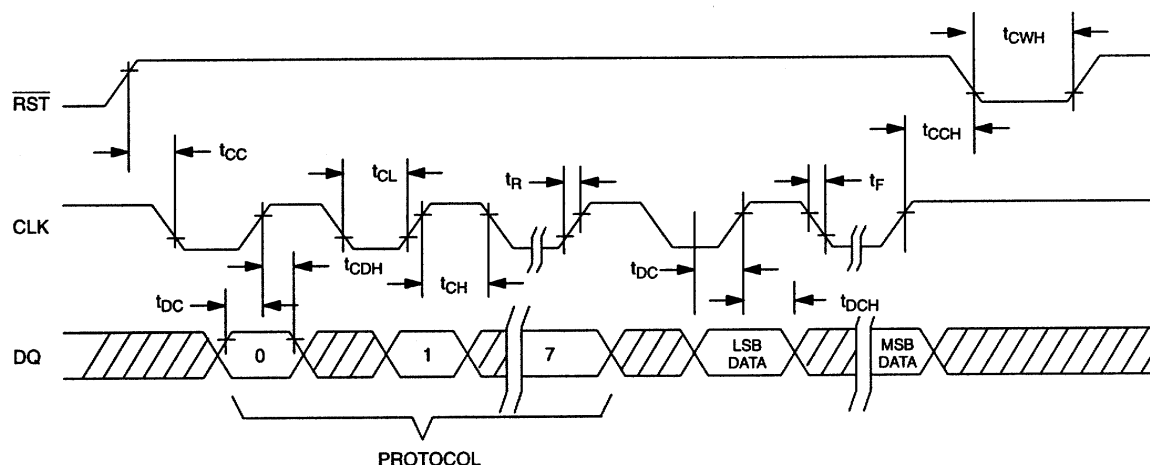 tCWH
RST
tCCH
tCC
tCL
tR
tF
CLK
tCDH
tCH
tDC
tDC
tDCH
DQ
0
1
7
LSB
DATA
MSB
DATA
PROTOCOL